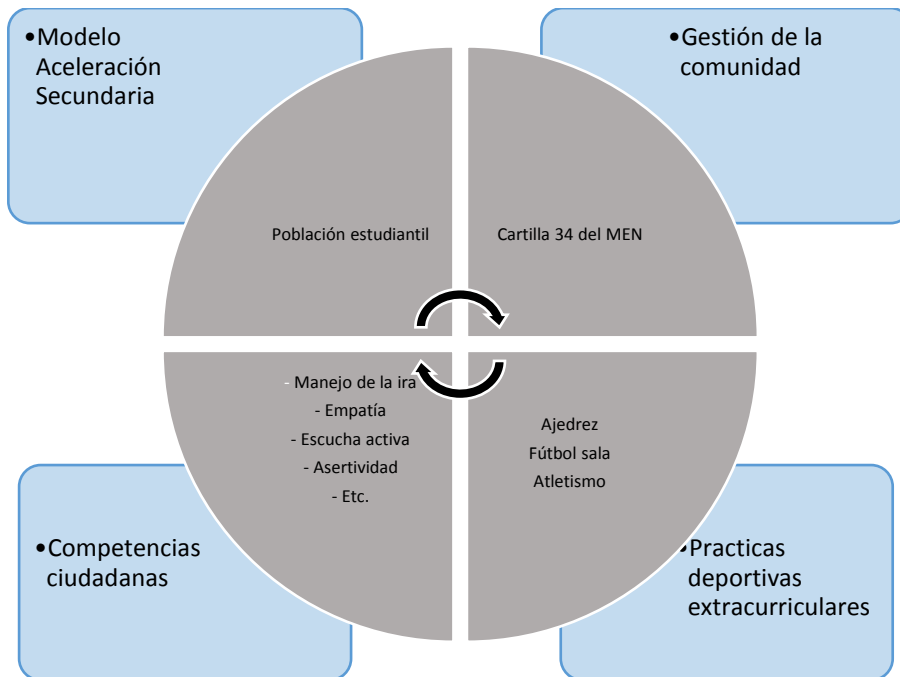 •Modelo
Aceleración
Secundaria
•Gestión de la
comunidad
Población estudiantil
Cartilla 34 del MEN
- Manejo de la ira
- Empatía
- Escucha activa
- Asertividad
- Etc.
Ajedrez
Fútbol sala
Atletismo
•Competencias
ciudadanas
•Practicas
deportivas
extracurriculares